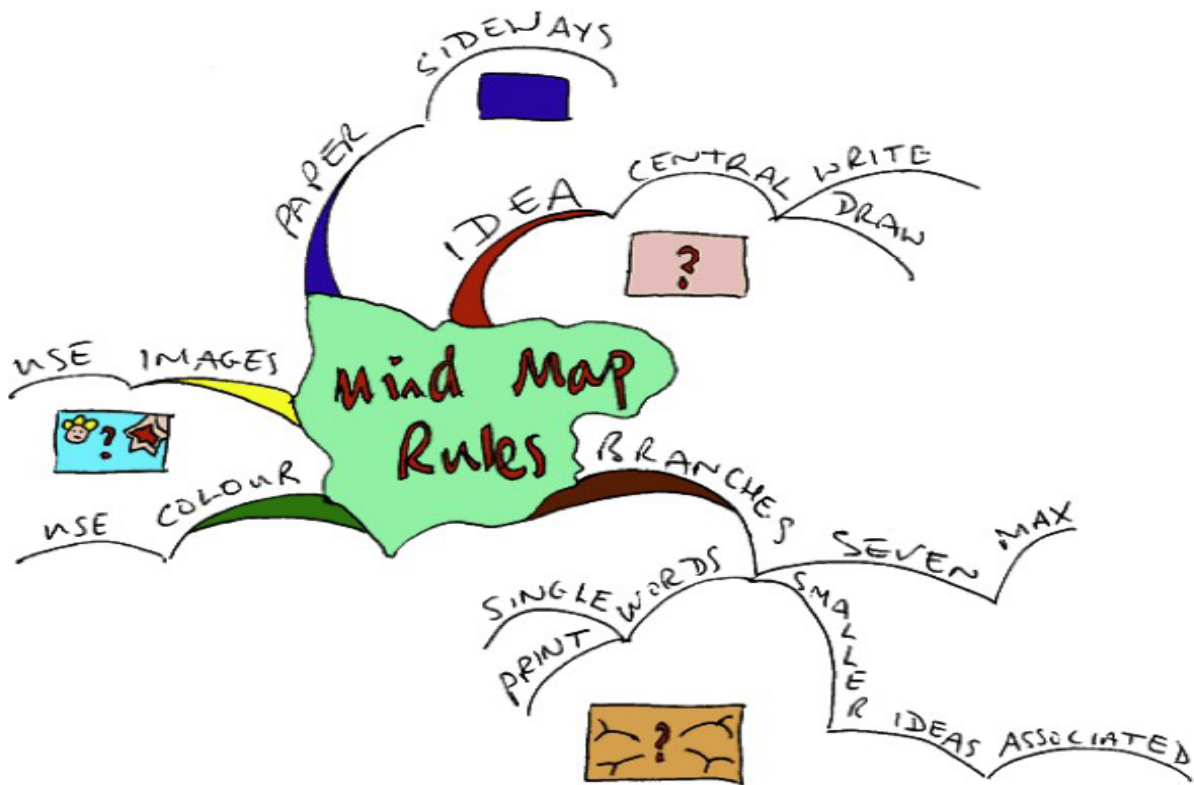 SIDEWAYS
PAPER
IDEA
CENTRAL
WRITE
DRAW
?
Mind Map
Rules
USE IMAGES
?
USE COLOUR
BRANCHES
SEVEN
MAX
WORDS
SINGLE
PRINT
SMALLER
IDEAS
ASSOCIATED
?